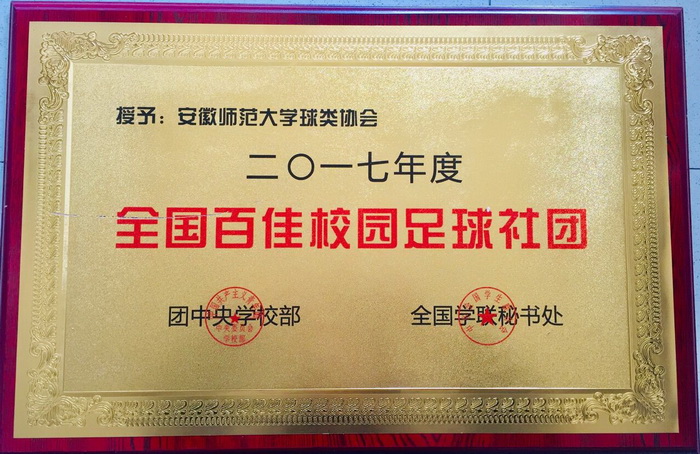 授予：安徽师范大学球类协会
二〇一七年度
全国百佳校园足球社团
团中央学校部 全国学联秘书处